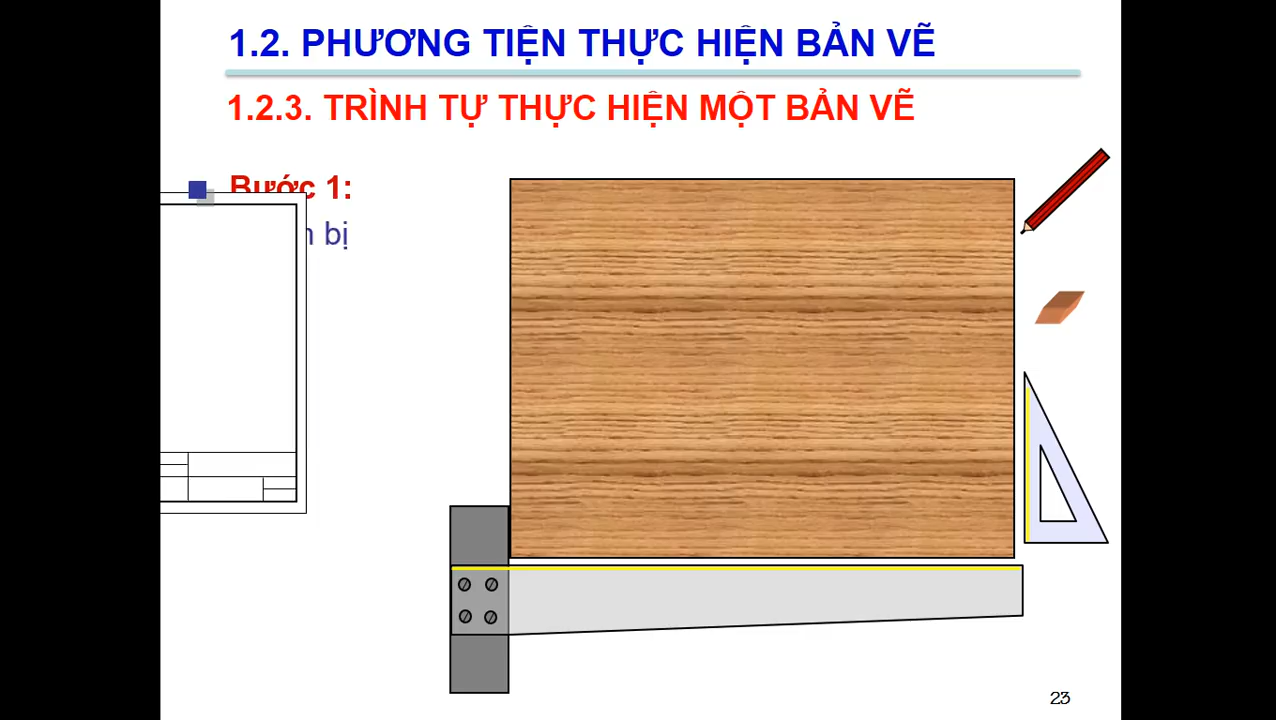 1.2. PHƯƠNG TIỆN THỰC HIỆN BẢN VẼ
1.2.3. TRÌNH TỰ THỰC HIỆN MỘT BẢN VẼ
Bước 1:
bị
23